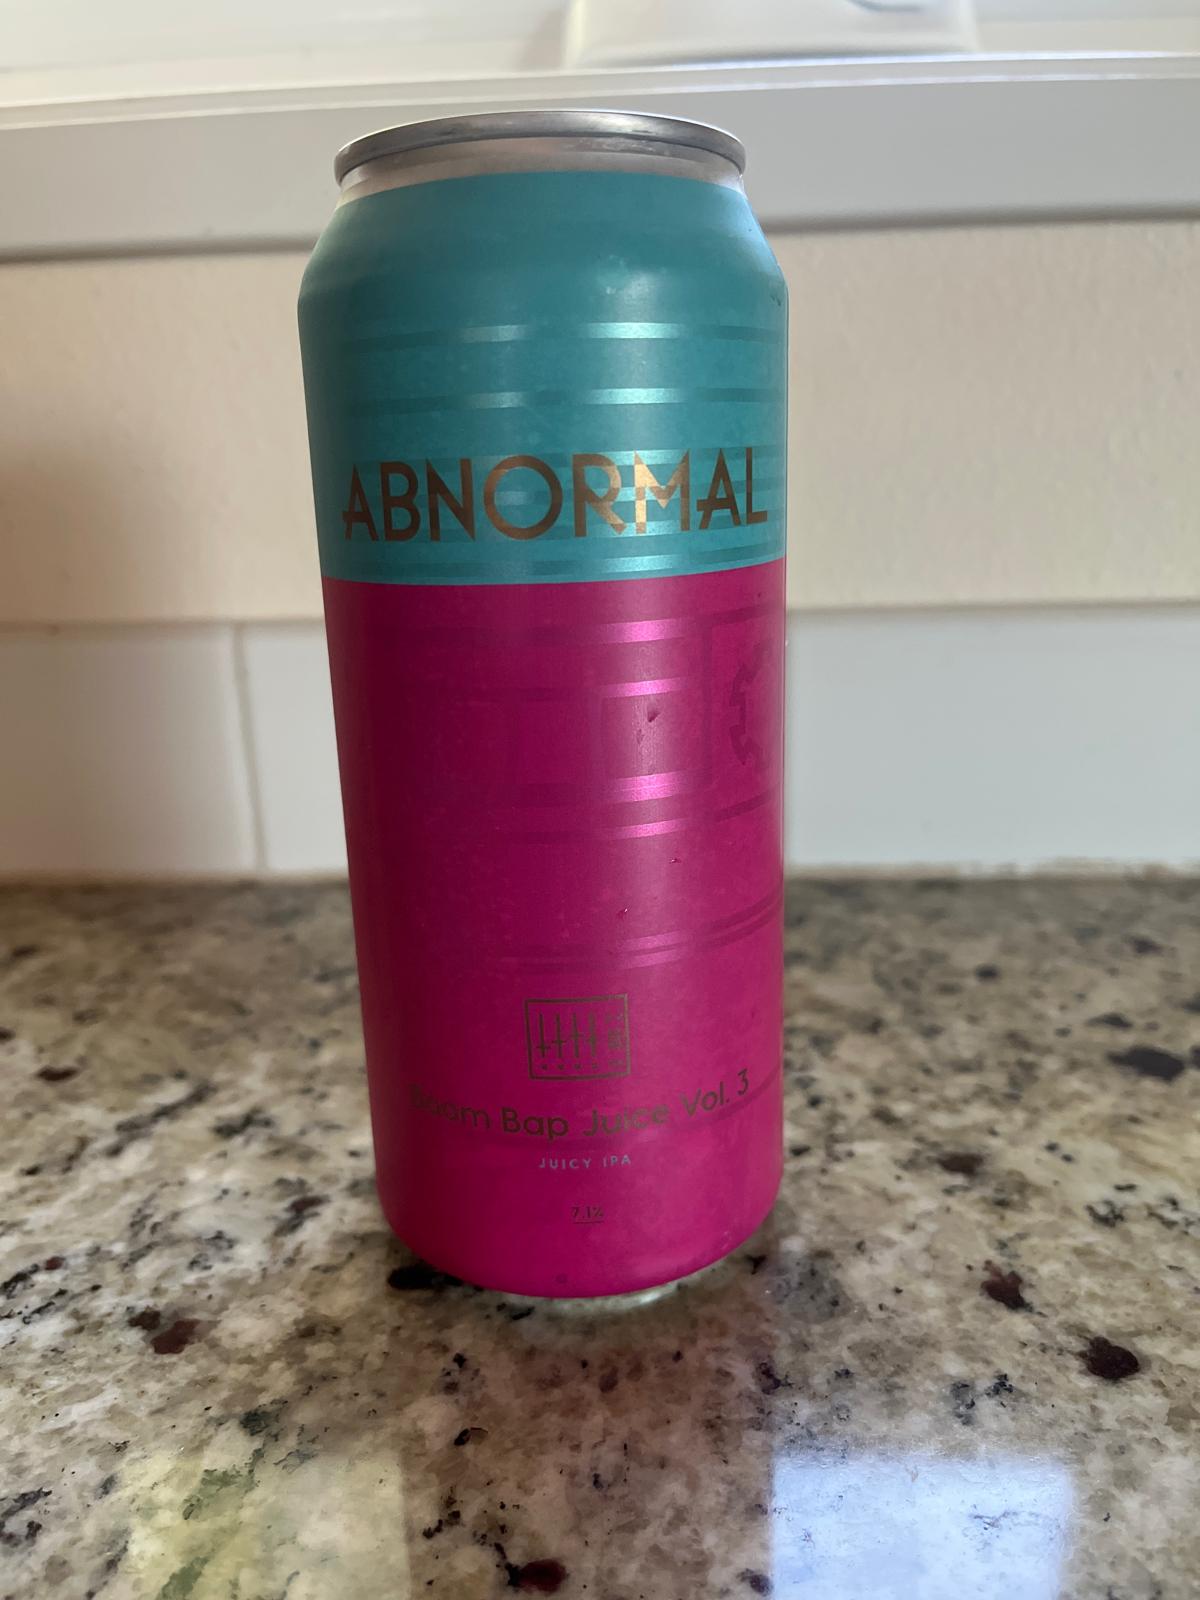 ABNORMAL
Boom Bap Juice Vol. 3
JUICY IPA
7.1%